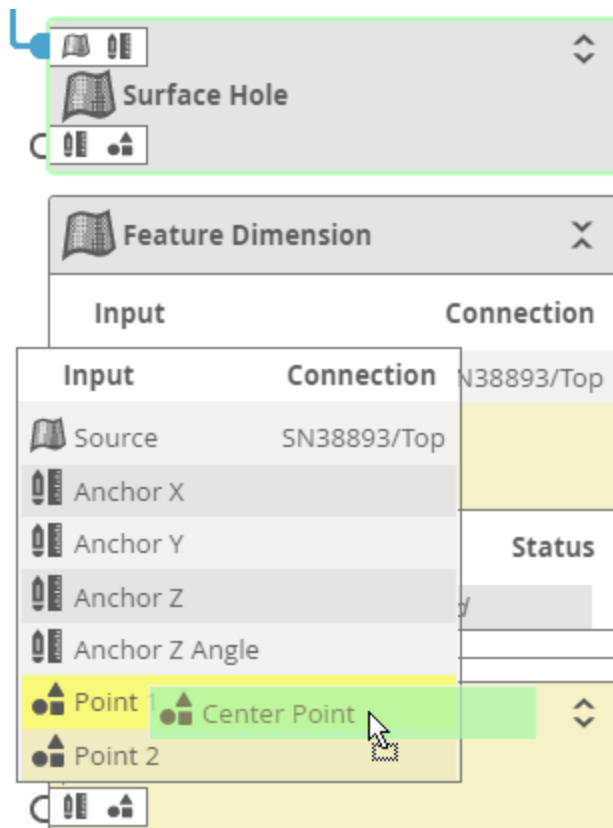 Surface Hole
Feature Dimension
Input Connection
N38893/Top
Input Connection
Source SN38893/Top
Anchor X
Anchor Y
Status
Anchor Z
Anchor Z Angle
Point 1
Center Point
Point 2